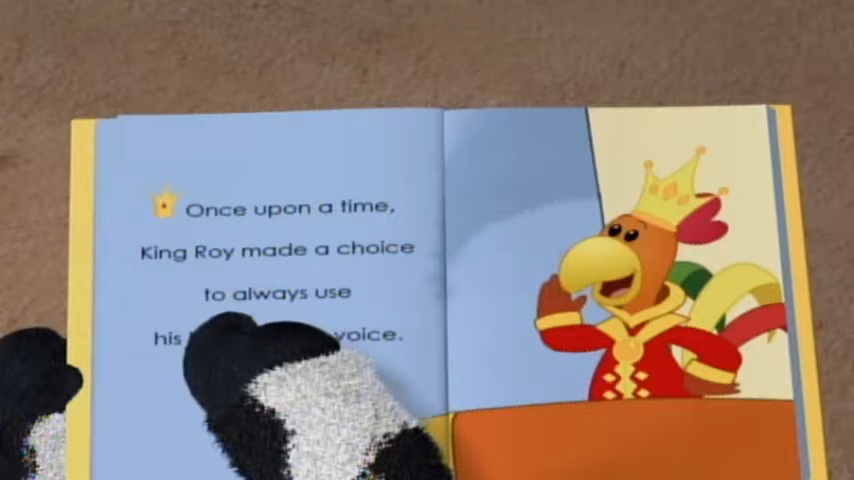 Once upon a time,
King Roy made a choice
to always use
his voice.